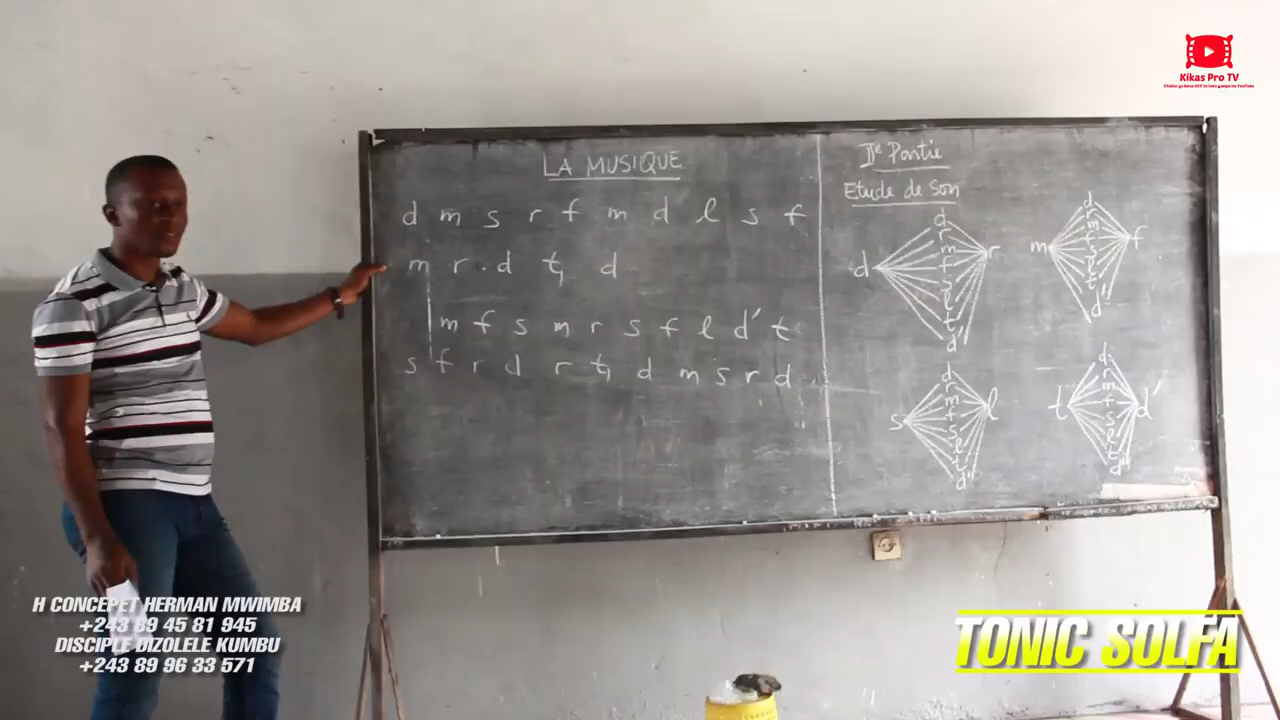 Kikas Pro TV
LA MUSIQUE
d m s r f m d l s f
m r . d t, d
m f s m r s f l d' t
s f r d r t, d m s r d
IIe Partie
Etude de Son
d
d r m f s l t d'
r
m
d r m f s l t d'
f
s
d r m f s l t d'
l
t
d r m f s l t d'
d'
H CONCEPET HERMAN MWIMBA
+243 89 45 81 945
DISCIPLE DIZOLELE KUMBU
+243 89 96 33 571
TONIC SOLFA